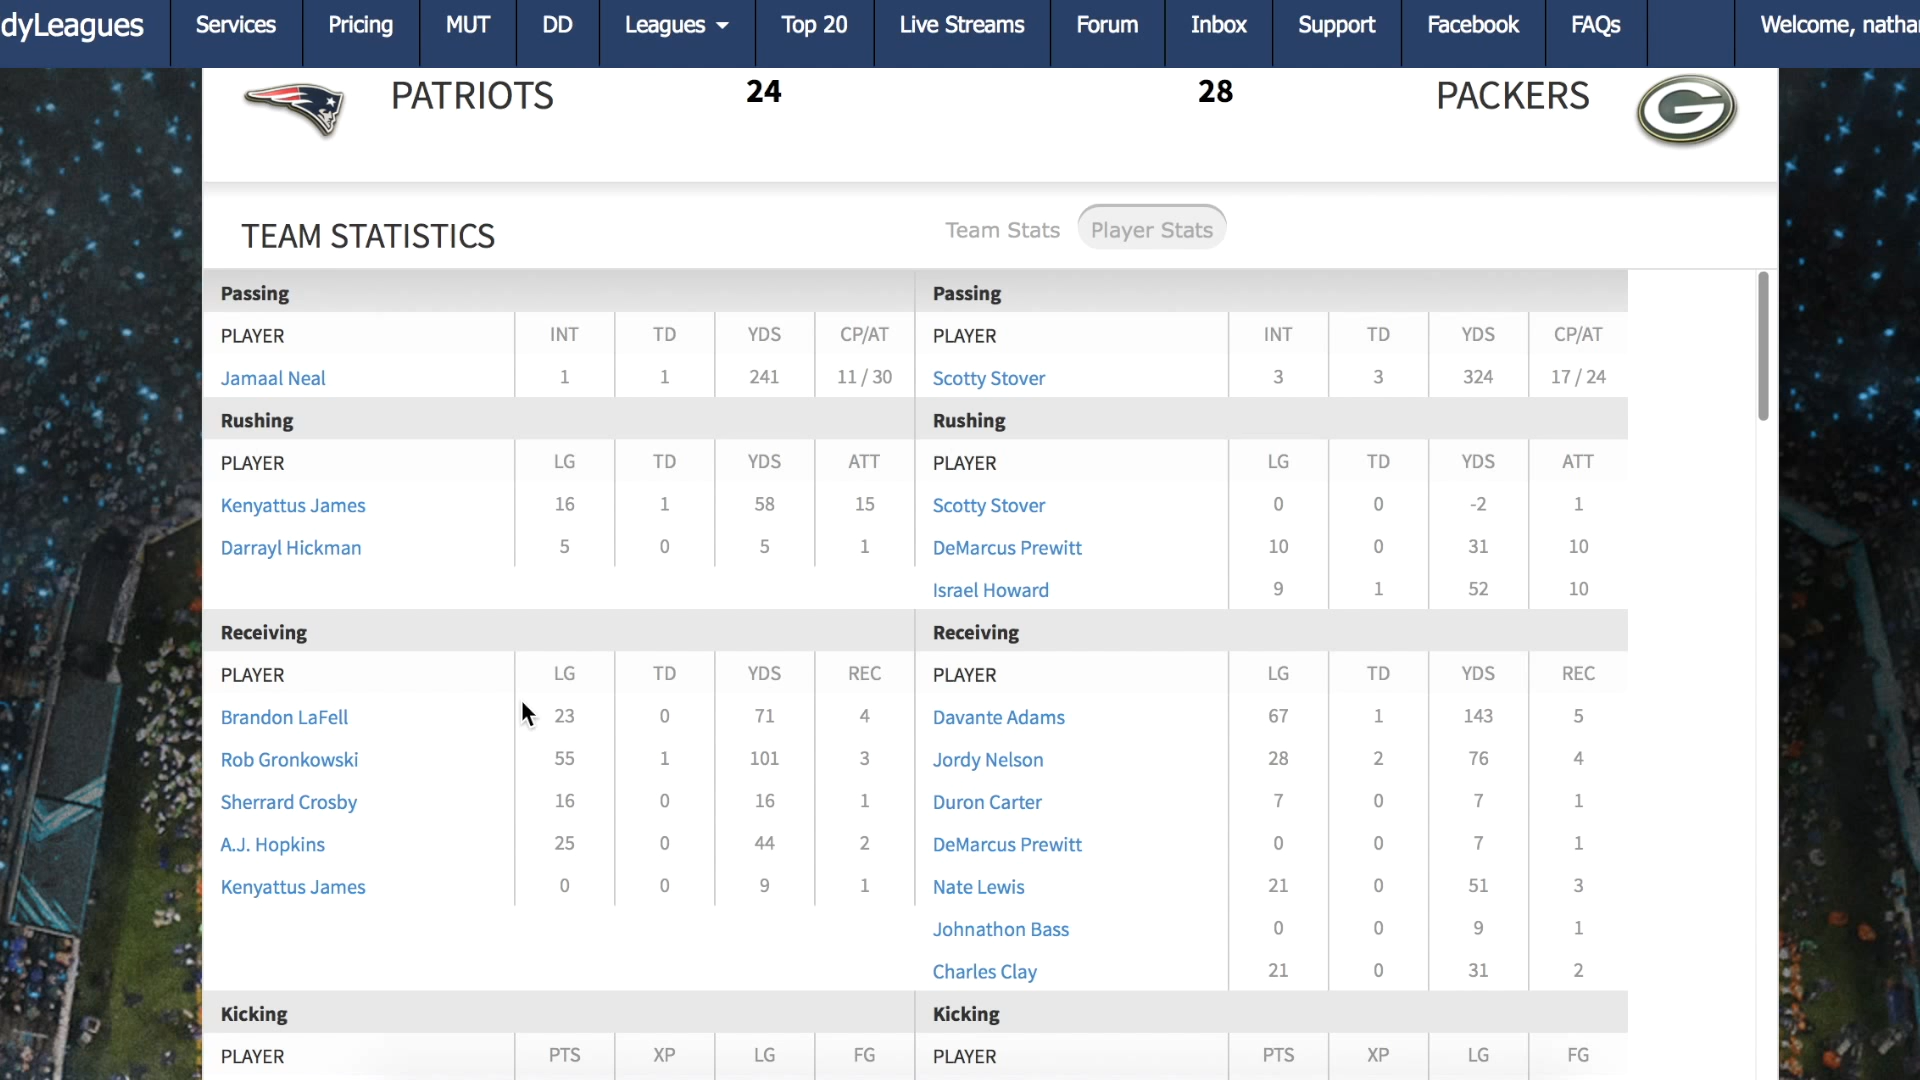 dyLeagues Services Pricing MUT DD Leagues Top 20 Live Streams Forum Inbox Support Facebook FAQs Welcome, natha
PATRIOTS 24 28 PACKERS G
TEAM STATISTICS Team Stats Player Stats
Passing Passing
PLAYER INT TD YDS CP/AT PLAYER INT TD YDS CP/AT
Jamaal Neal 1 1 241 11 / 30 Scotty Stover 3 3 324 17 / 24
Rushing Rushing
PLAYER LG TD YDS ATT PLAYER LG TD YDS ATT
Kenyattus James 16 1 58 15 Scotty Stover 0 0 -2 1
Darrayl Hickman 5 0 5 1 DeMarcus Prewitt 10 0 31 10
Israel Howard 9 1 52 10
Receiving Receiving
PLAYER LG TD YDS REC PLAYER LG TD YDS REC
Brandon LaFell 23 0 71 4 Davante Adams 67 1 143 5
Rob Gronkowski 55 1 101 3 Jordy Nelson 28 2 76 4
Sherrard Crosby 16 0 16 1 Duron Carter 7 0 7 1
A.J. Hopkins 25 0 44 2 DeMarcus Prewitt 0 0 7 1
Kenyattus James 0 0 9 1 Nate Lewis 21 0 51 3
Johnathon Bass 0 0 9 1
Charles Clay 21 0 31 2
Kicking Kicking
PLAYER PTS XP LG FG PLAYER PTS XP LG FG